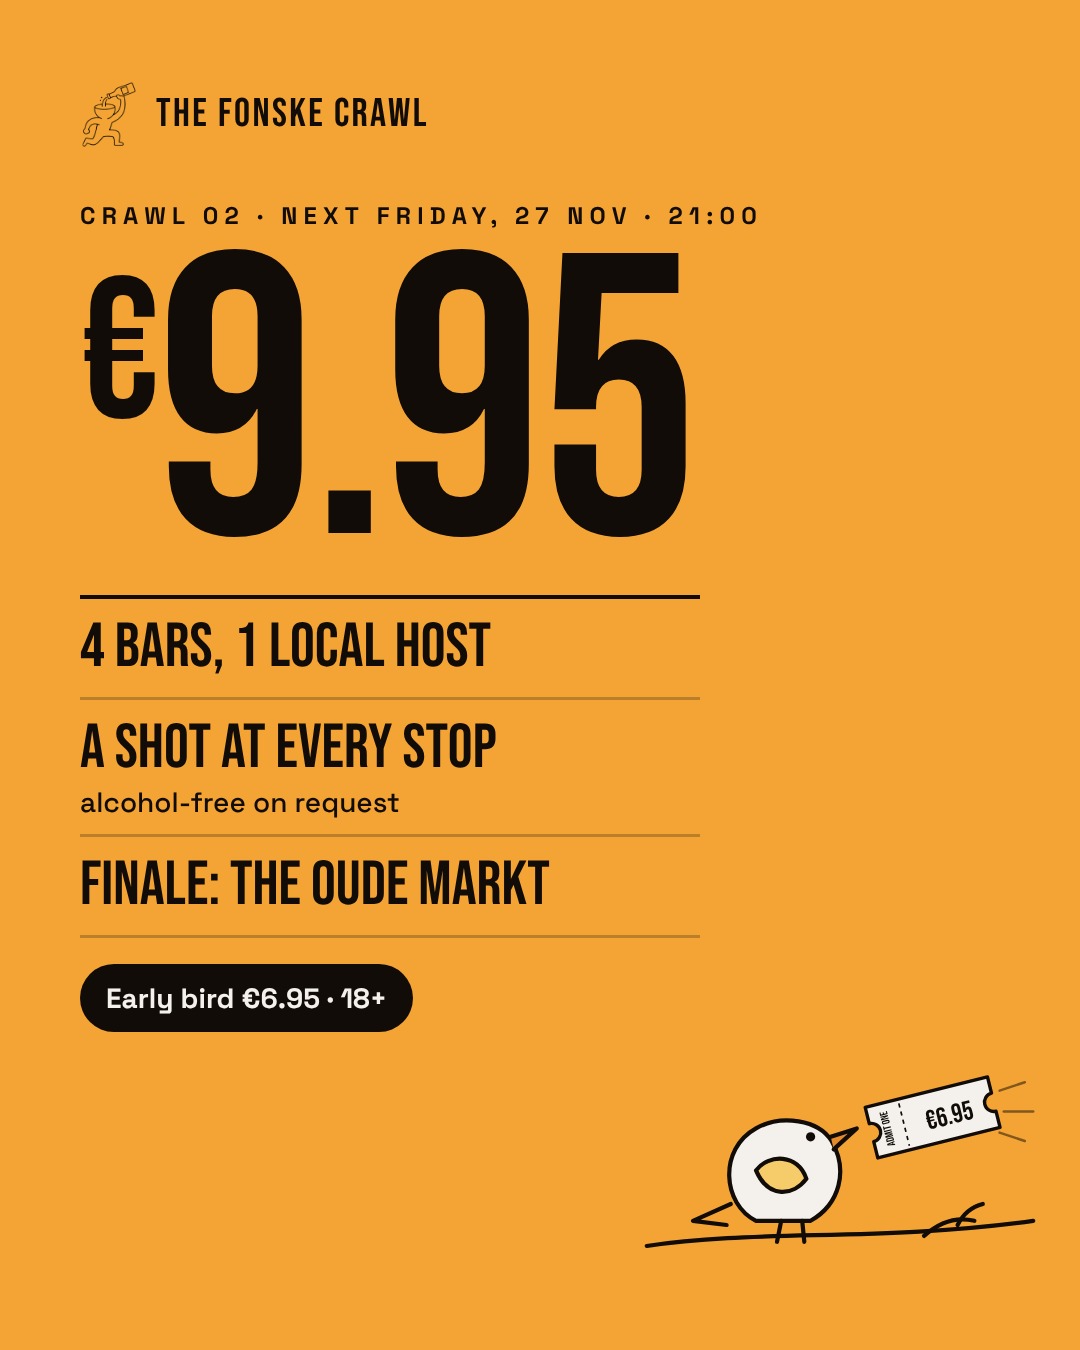 THE FONSKE CRAWL
CRAWL 02 · NEXT FRIDAY, 27 NOV · 21:00
€9.95
4 BARS, 1 LOCAL HOST
A SHOT AT EVERY STOP
alcohol-free on request
FINALE: THE OUDE MARKT
Early bird €6.95 · 18+
ADMIT ONE
€6.95